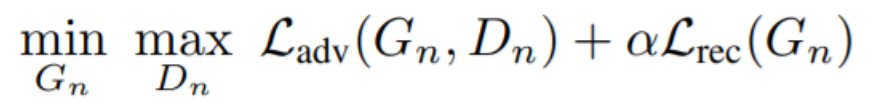 min max ℒadv(Gn, Dn) + αℒrec(Gn)
Gn Dn